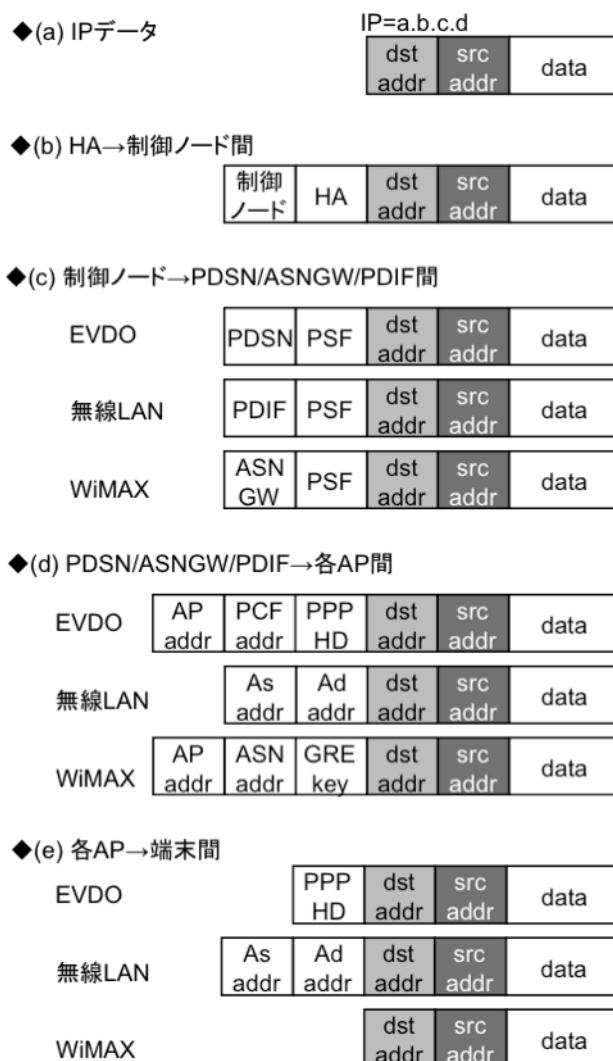 ◆(a) IPデータ
IP=a.b.c.d
dst addr src addr data
◆(b) HA→制御ノード間
制御ノード HA dst addr src addr data
◆(c) 制御ノード→PDSN/ASNGW/PDIF間
EVDO PDSN PSF dst addr src addr data
無線LAN PDIF PSF dst addr src addr data
WiMAX ASN GW PSF dst addr src addr data
◆(d) PDSN/ASNGW/PDIF→各AP間
EVDO AP addr PCF addr PPP HD dst addr src addr data
無線LAN As addr Ad addr dst addr src addr data
WiMAX AP addr ASN addr GRE key dst addr src addr data
◆(e) 各AP→端末間
EVDO PPP HD dst addr src addr data
無線LAN As addr Ad addr dst addr src addr data
WiMAX dst addr src addr data